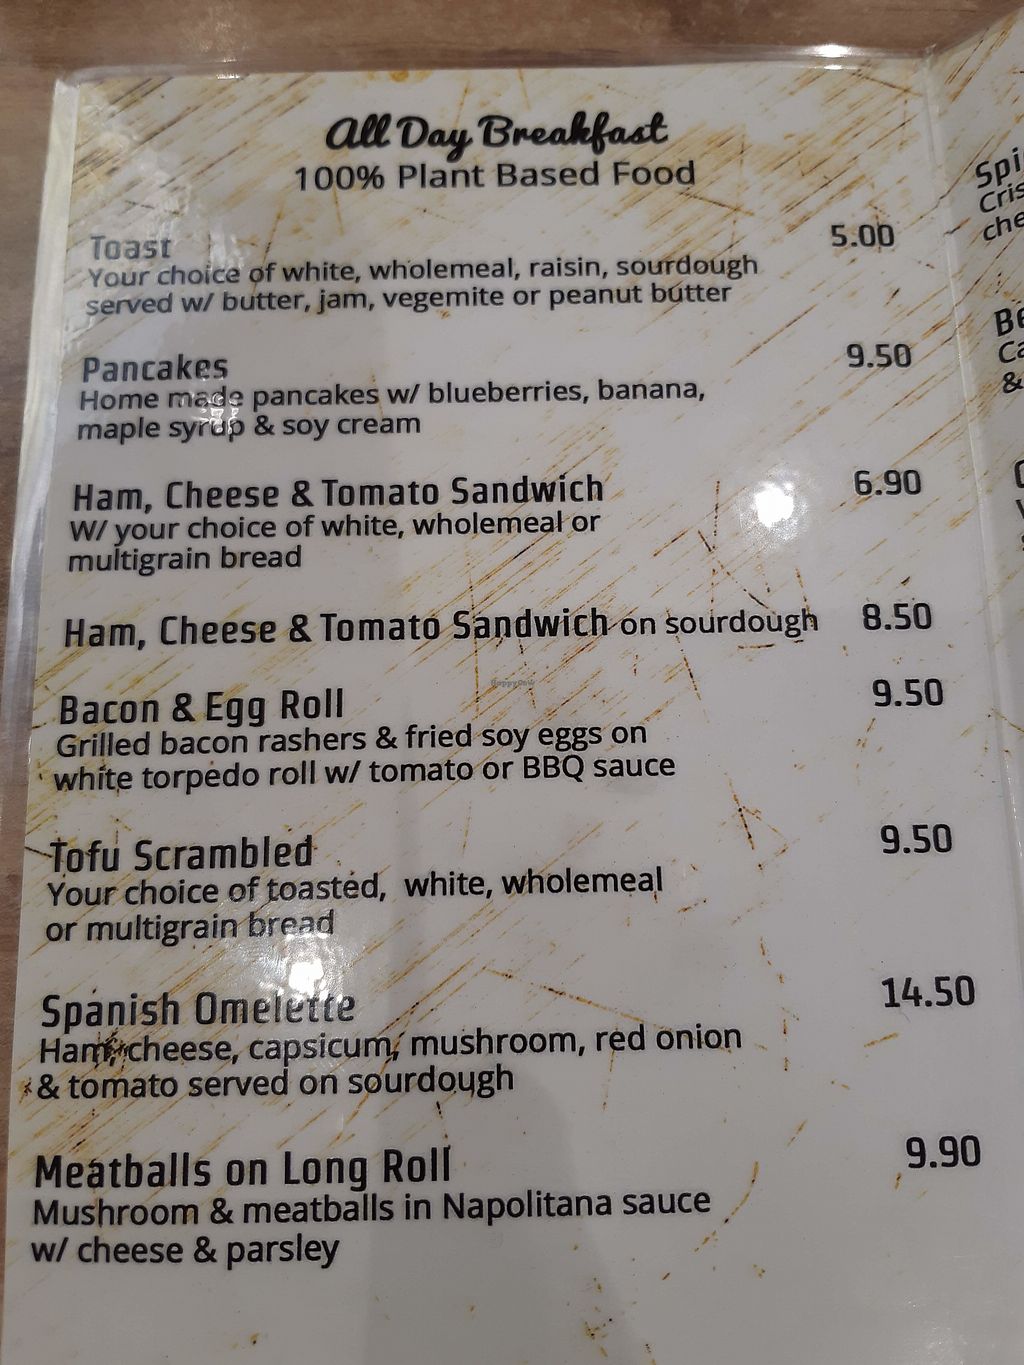 All Day Breakfast
100% Plant Based Food
Toast 5.00
Your choice of white, wholemeal, raisin, sourdough
served w/ butter, jam, vegemite or peanut butter
Pancakes 9.50
Home made pancakes w/ blueberries, banana,
maple syrup & soy cream
Ham, Cheese & Tomato Sandwich 6.90
W/ your choice of white, wholemeal or
multigrain bread
Ham, Cheese & Tomato Sandwich on sourdough 8.50
HappyCow
Bacon & Egg Roll 9.50
Grilled bacon rashers & fried soy eggs on
white torpedo roll w/ tomato or BBQ sauce
Tofu Scrambled 9.50
Your choice of toasted, white, wholemeal
or multigrain bread
Spanish Omelette 14.50
Ham, cheese, capsicum, mushroom, red onion
& tomato served on sourdough
Meatballs on Long Roll 9.90
Mushroom & meatballs in Napolitana sauce
w/ cheese & parsley